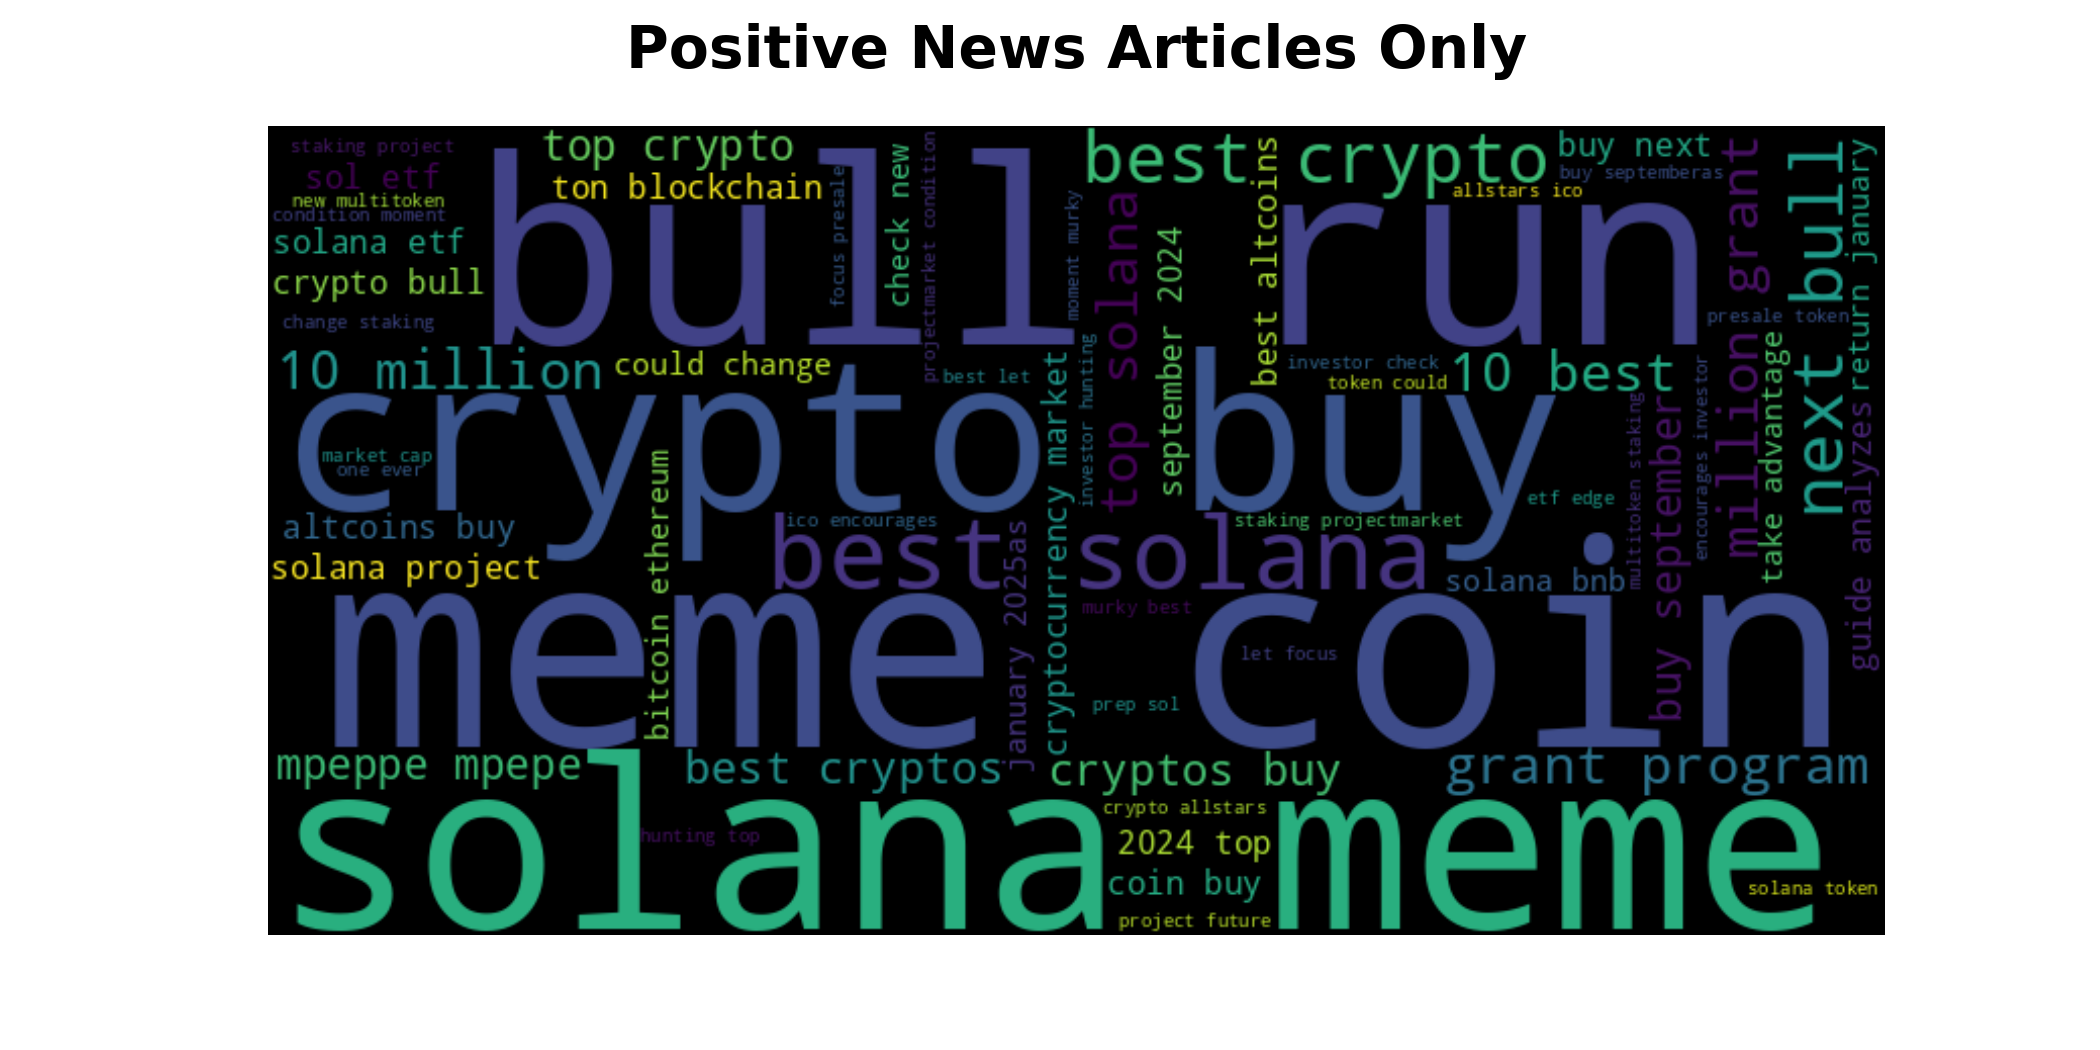 Positive News Articles Only
staking project
top crypto
best crypto
buy next
sol etf
ton blockchain
buy septemberas
new multitoken
allstars ico
condition moment
bull run
solana etf
crypto bull
change staking
focus presale
check new
projectmarket condition
moment murky
top solana
september 2024
best altcoins
million grant
next bull
return january
presale token
10 million
could change
best let
investor check
token could
10 best
crypto buy
market cap
one ever
cryptocurrency market
investor hunting
take advantage
guide analyzes
multitoken staking
buy september
encourages investor
etf edge
altcoins buy
ico encourages
staking projectmarket
best solana
solana project
solana bnb
bitcoin ethereum
january 2025as
murky best
meme coin
let focus
prep sol
mpeppe mpepe
best cryptos
cryptos buy
grant program
solana meme
crypto allstars
hunting top
2024 top
coin buy
solana token
project future